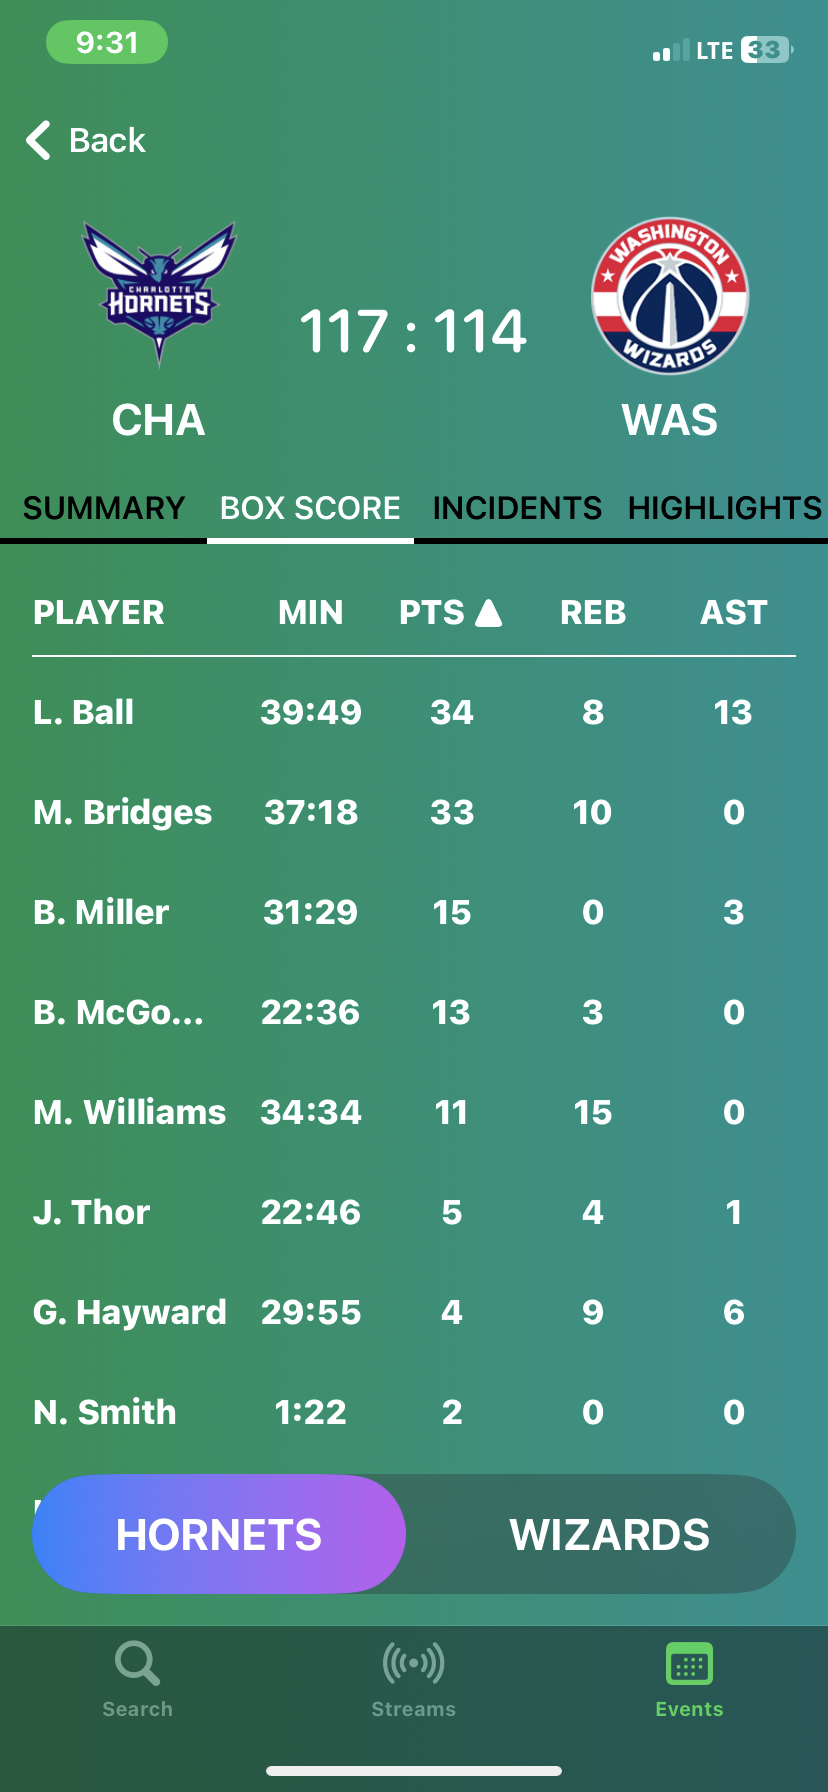 9:31
LTE 33
Back
CHARLOTTE
HORNETS
WASHINGTON
WIZARDS
117 : 114
CHA
WAS
SUMMARY BOX SCORE INCIDENTS HIGHLIGHTS
PLAYER MIN PTS ▲ REB AST
L. Ball 39:49 34 8 13
M. Bridges 37:18 33 10 0
B. Miller 31:29 15 0 3
B. McGo... 22:36 13 3 0
M. Williams 34:34 11 15 0
J. Thor 22:46 5 4 1
G. Hayward 29:55 4 9 6
N. Smith 1:22 2 0 0
HORNETS WIZARDS
Search Streams Events